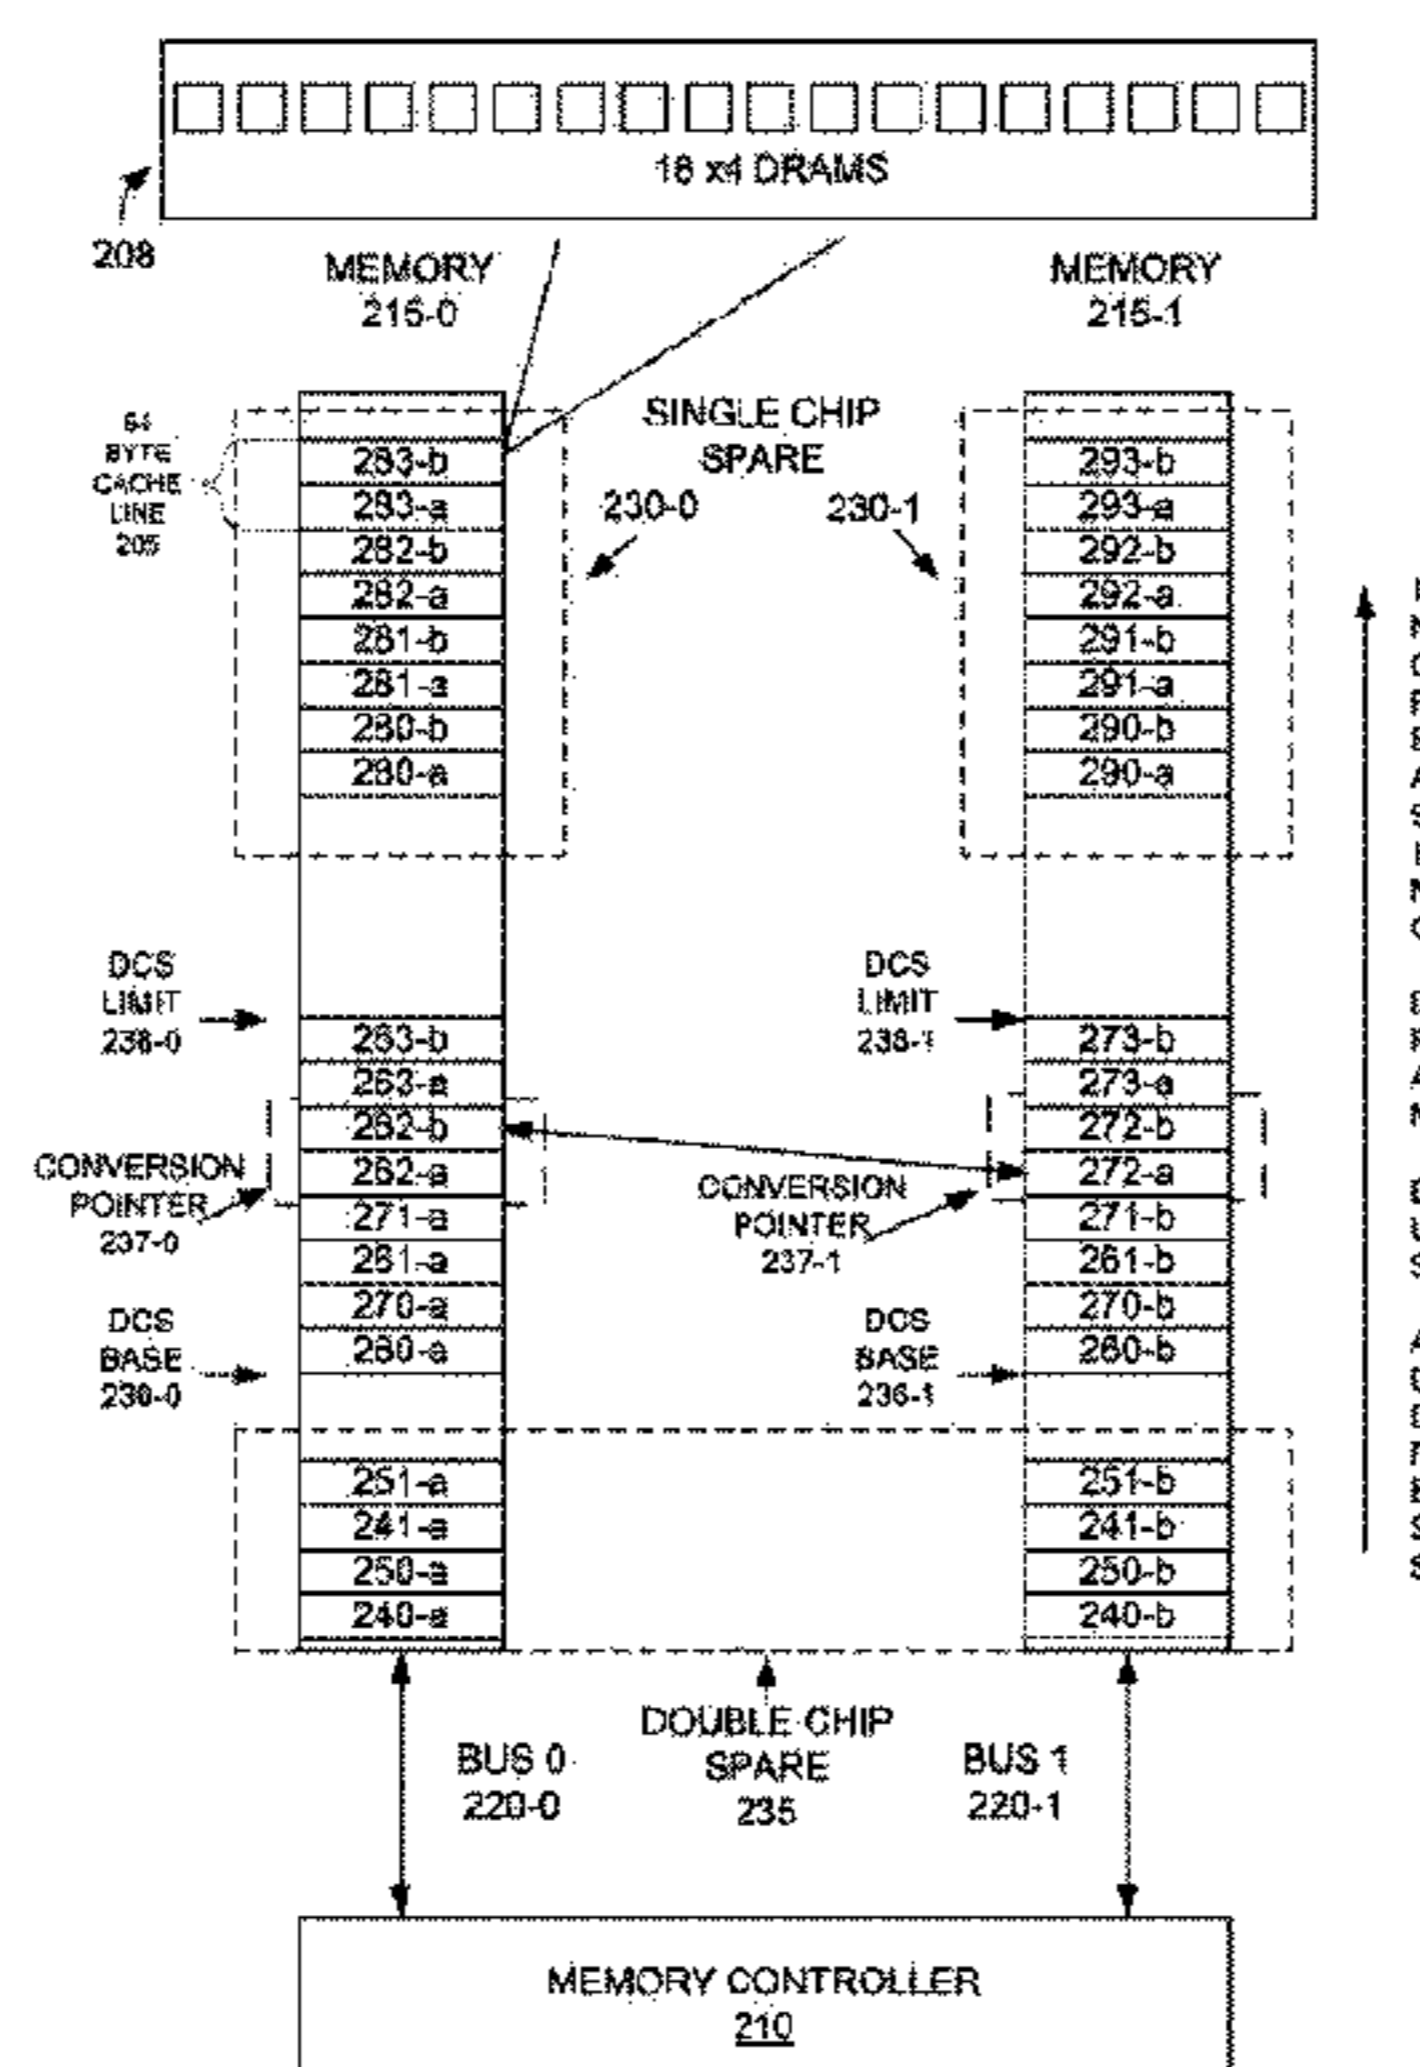 18 x4 DRAMS
208
MEMORY
215-0
MEMORY
215-1
64
BYTE
CACHE
LINE
205
SINGLE CHIP
SPARE
230-0
230-1
283-b
283-a
282-b
282-a
281-b
281-a
280-b
280-a
293-b
293-a
292-b
292-a
291-b
291-a
290-b
290-a
DCS
LIMIT
238-0
DCS
LIMIT
238-1
263-b
263-a
262-b
262-a
271-a
261-a
270-a
260-a
273-b
273-a
272-b
272-a
271-b
261-b
270-b
260-b
CONVERSION
POINTER
237-0
CONVERSION
POINTER
237-1
DCS
BASE
236-0
DCS
BASE
236-1
251-a
241-a
250-a
240-a
251-b
241-b
250-b
240-b
DOUBLE CHIP
SPARE
235
BUS 0
220-0
BUS 1
220-1
MEMORY CONTROLLER
210